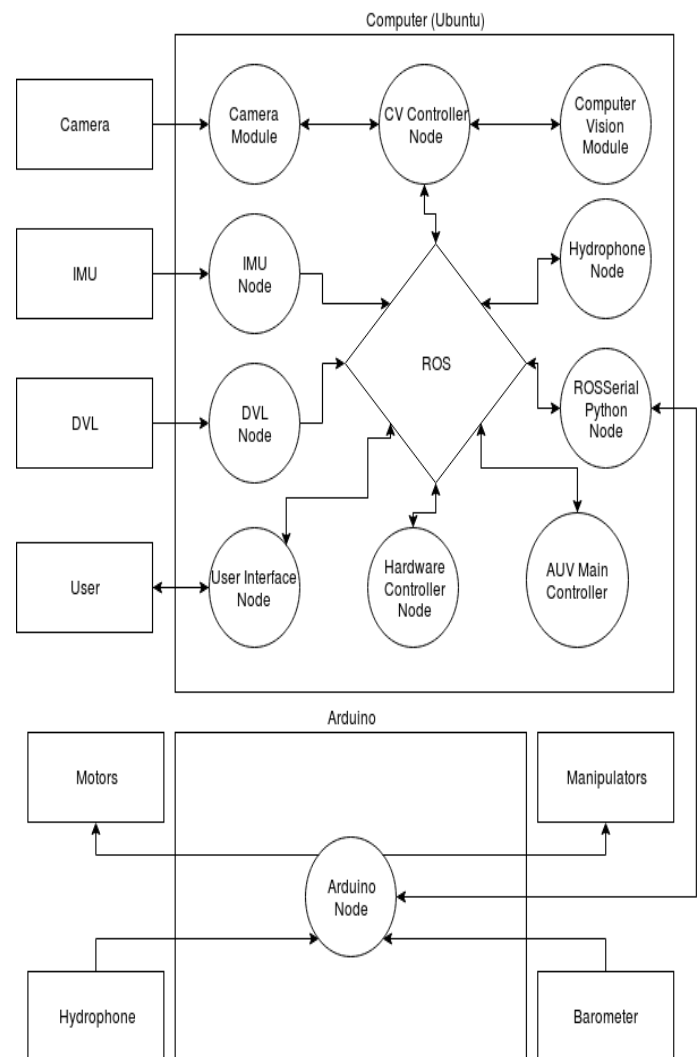 Computer (Ubuntu)
Camera
Camera
Module
CV Controller
Node
Computer
Vision
Module
IMU
IMU
Node
Hydrophone
Node
ROS
DVL
DVL
Node
ROSSerial
Python
Node
User
User Interface
Node
Hardware
Controller
Node
AUV Main
Controller
Arduino
Motors
Manipulators
Arduino
Node
Hydrophone
Barometer